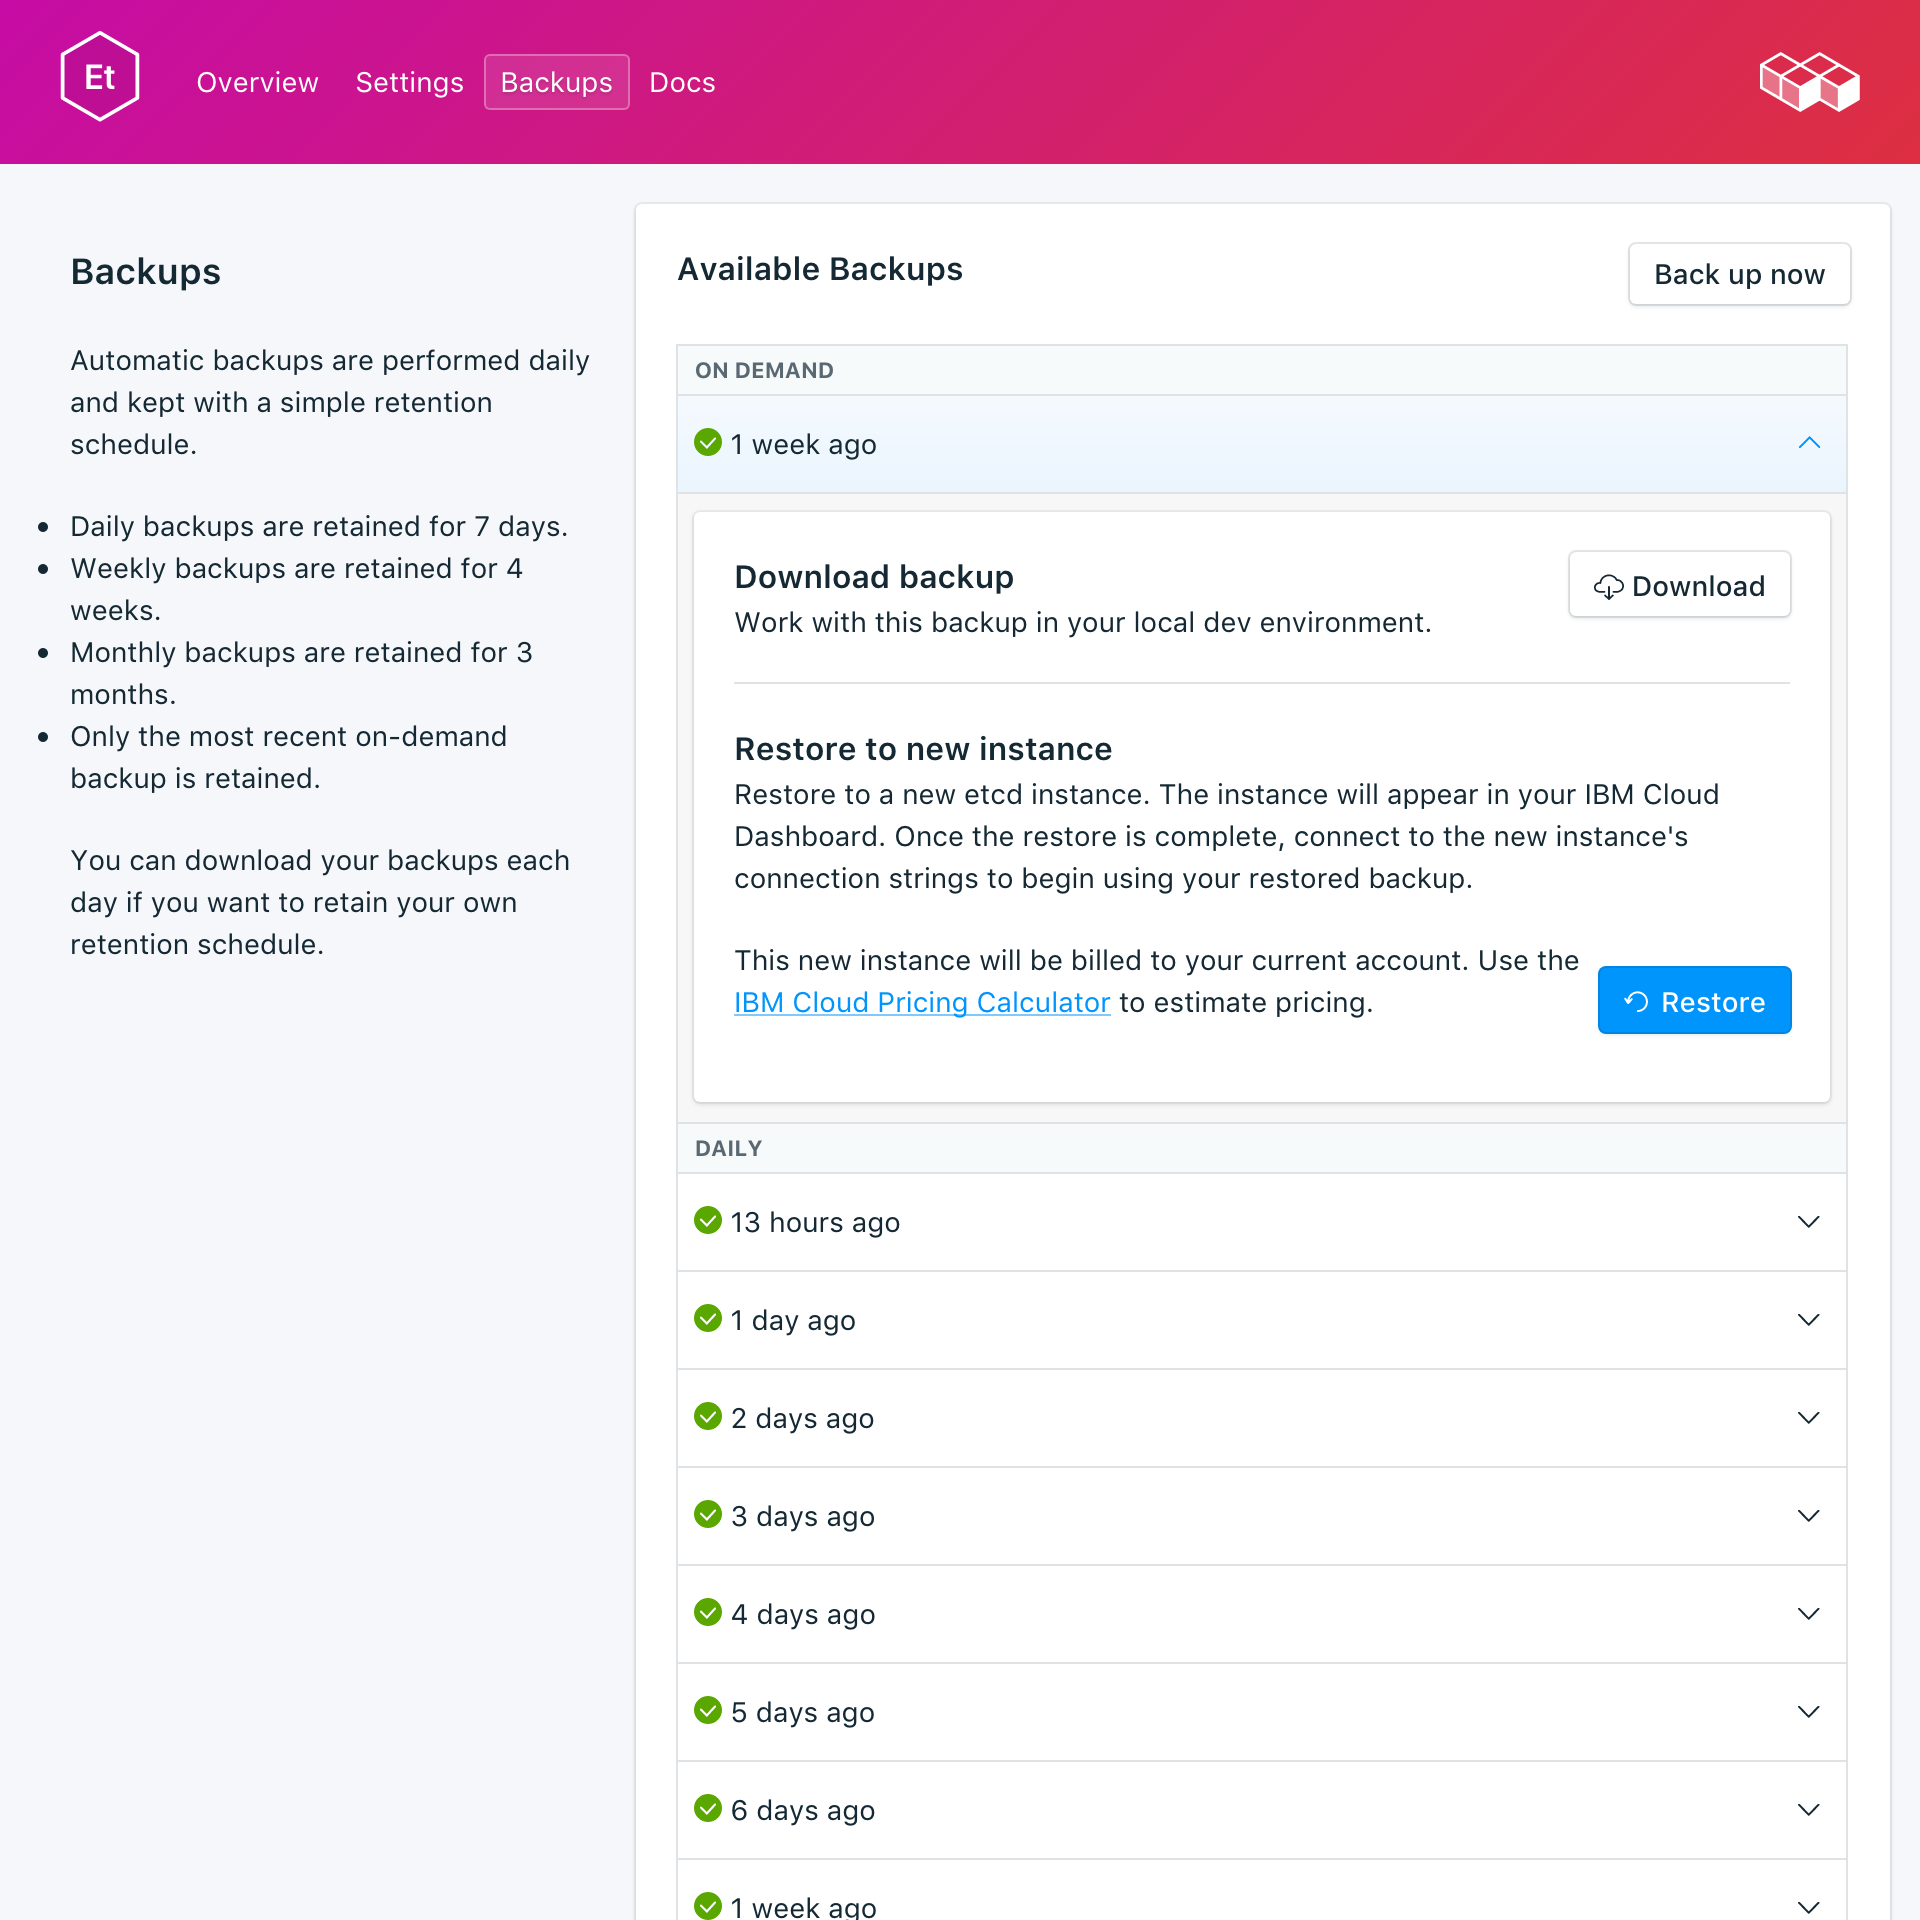 Et
Overview
Settings
Backups
Docs
Backups
Automatic backups are performed daily
and kept with a simple retention
schedule.
Daily backups are retained for 7 days.
Weekly backups are retained for 4
weeks.
Monthly backups are retained for 3
months.
Only the most recent on-demand
backup is retained.
You can download your backups each
day if you want to retain your own
retention schedule.
Available Backups
Back up now
ON DEMAND
1 week ago
Download backup
Work with this backup in your local dev environment.
Download
Restore to new instance
Restore to a new etcd instance. The instance will appear in your IBM Cloud
Dashboard. Once the restore is complete, connect to the new instance's
connection strings to begin using your restored backup.
This new instance will be billed to your current account. Use the
IBM Cloud Pricing Calculator to estimate pricing.
Restore
DAILY
13 hours ago
1 day ago
2 days ago
3 days ago
4 days ago
5 days ago
6 days ago
1 week ago